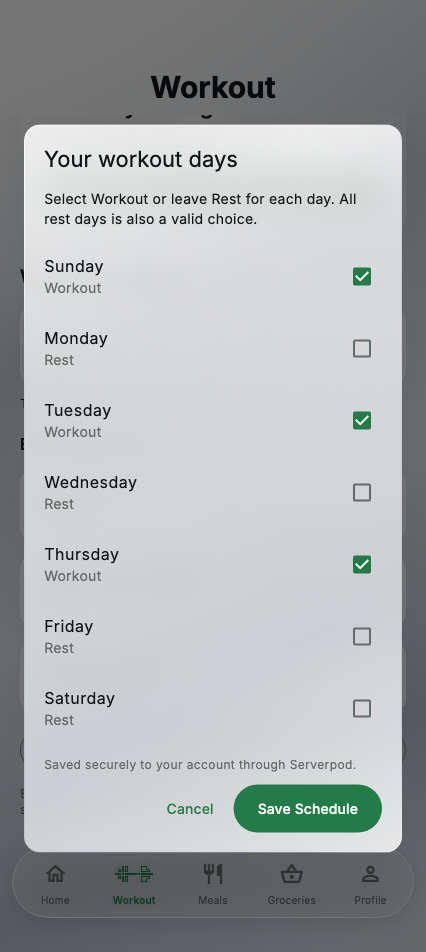 Workout
Your workout days
Select Workout or leave Rest for each day. All
rest days is also a valid choice.
Sunday
Workout
Monday
Rest
Tuesday
Workout
Wednesday
Rest
Thursday
Workout
Friday
Rest
Saturday
Rest
Saved securely to your account through Serverpod.
Cancel
Save Schedule
Home
Workout
Meals
Groceries
Profile